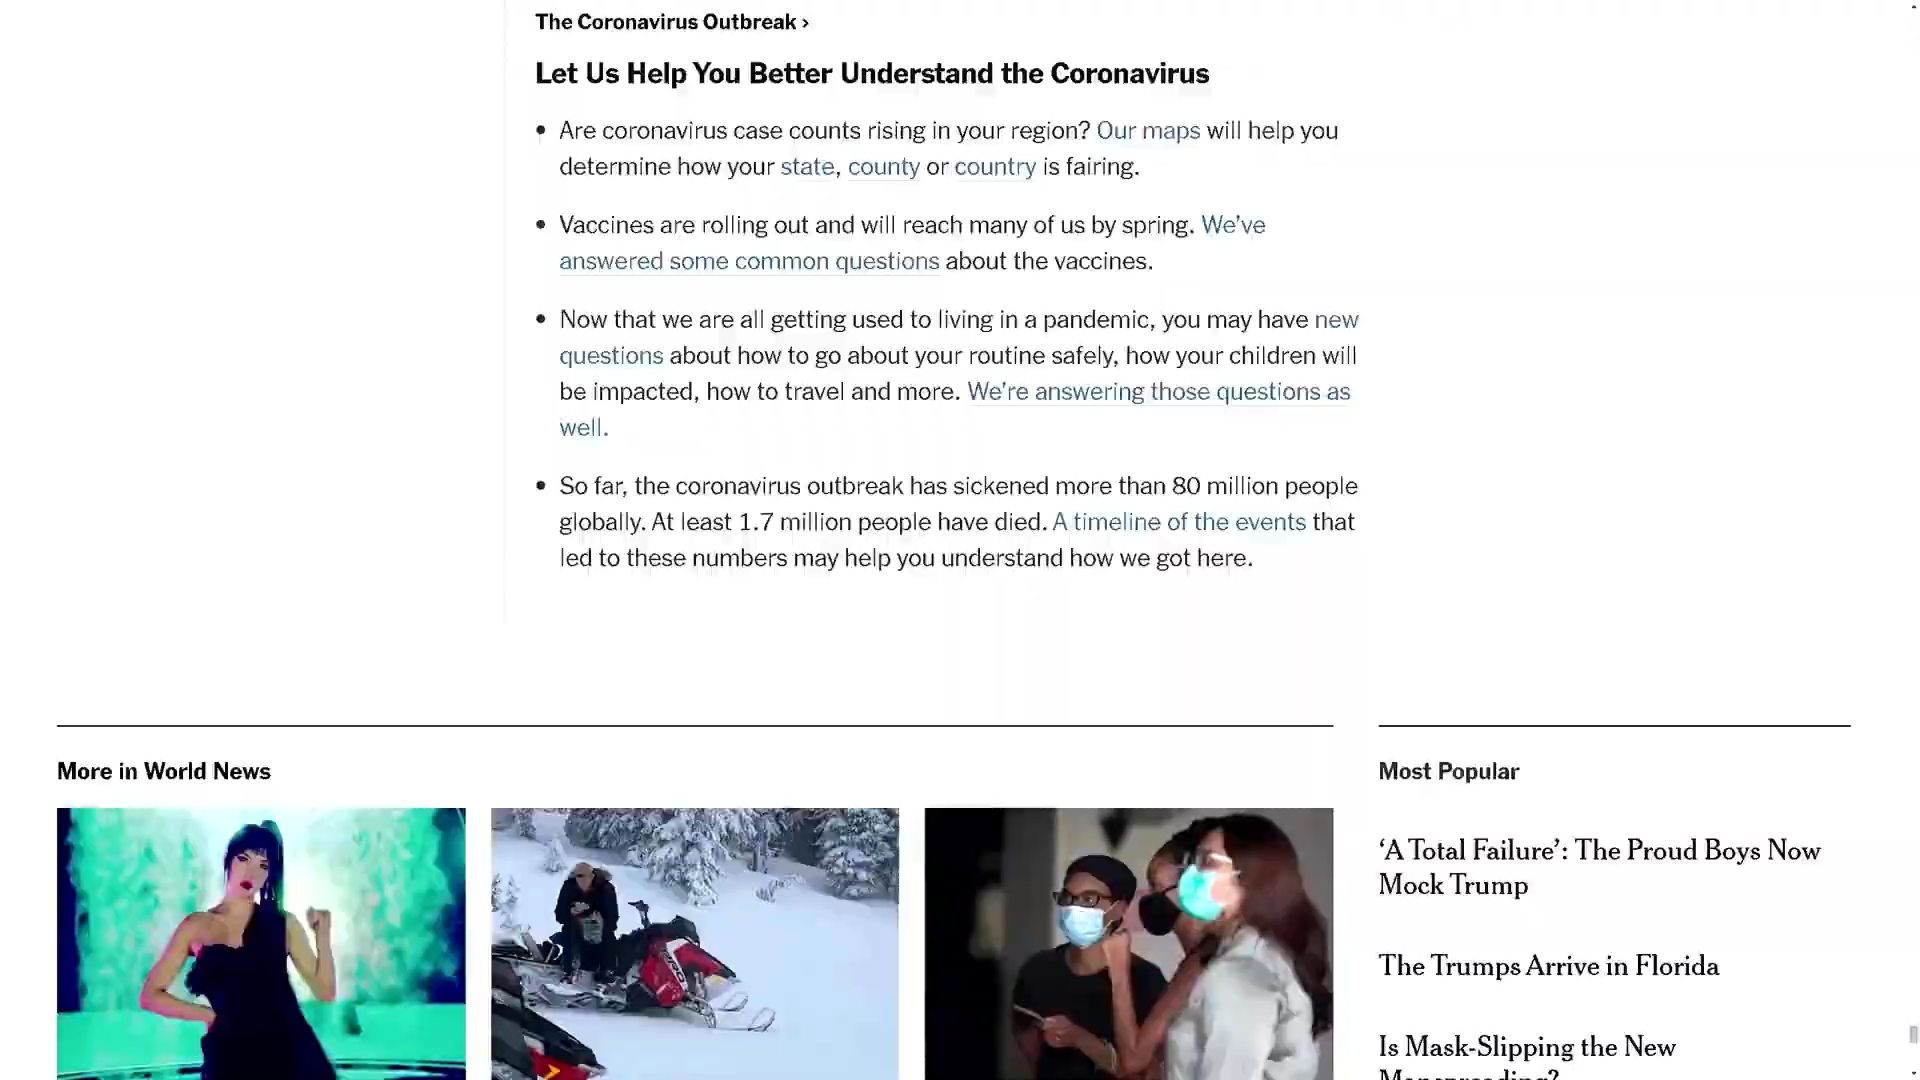 The Coronavirus Outbreak ›
Let Us Help You Better Understand the Coronavirus
• Are coronavirus case counts rising in your region? Our maps will help you
determine how your state, county or country is fairing.
• Vaccines are rolling out and will reach many of us by spring. We’ve
answered some common questions about the vaccines.
• Now that we are all getting used to living in a pandemic, you may have new
questions about how to go about your routine safely, how your children will
be impacted, how to travel and more. We’re answering those questions as
well.
• So far, the coronavirus outbreak has sickened more than 80 million people
globally. At least 1.7 million people have died. A timeline of the events that
led to these numbers may help you understand how we got here.
More in World News
Most Popular
‘A Total Failure’: The Proud Boys Now
Mock Trump
The Trumps Arrive in Florida
Is Mask-Slipping the New